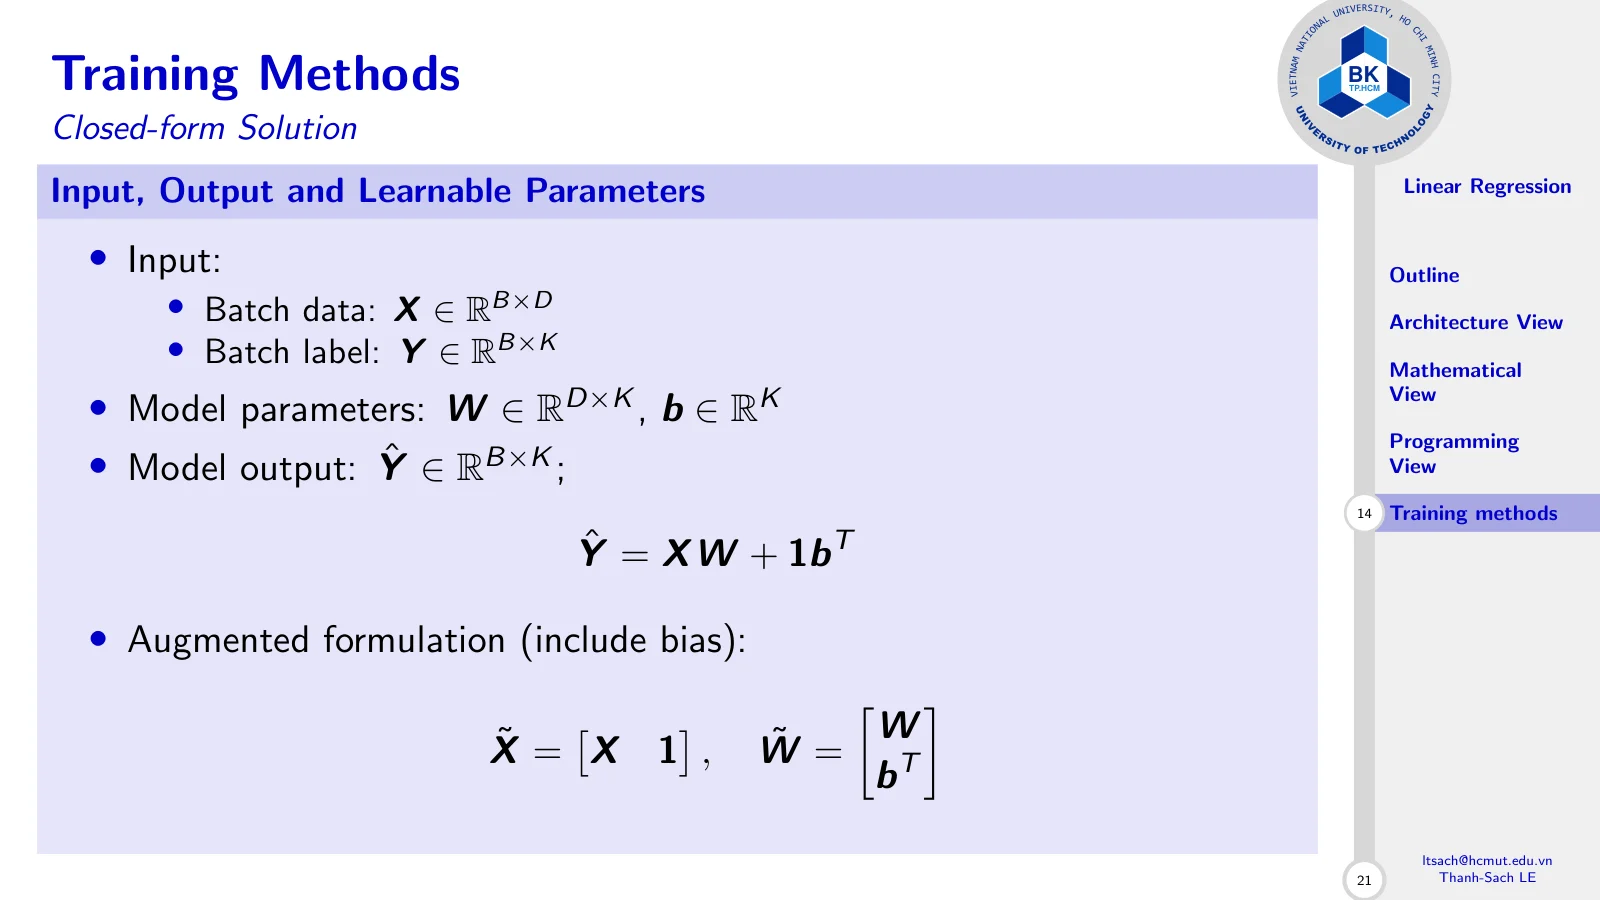 Training Methods
Closed-form Solution
Input, Output and Learnable Parameters
• Input:
• Batch data: X ∈ ℝ^{B×D}
• Batch label: Y ∈ ℝ^{B×K}
• Model parameters: W ∈ ℝ^{D×K}, b ∈ ℝ^K
• Model output: Ŷ ∈ ℝ^{B×K};
Ŷ = XW + 1b^T
• Augmented formulation (include bias):
X̃ = [X 1], W̃ = [W
b^T]
VIETNAM NATIONAL UNIVERSITY, HO CHI MINH CITY
BK
TP.HCM
UNIVERSITY OF TECHNOLOGY
Linear Regression
Outline
Architecture View
Mathematical
View
Programming
View
14 Training methods
ltsach@hcmut.edu.vn
Thanh-Sach LE
21